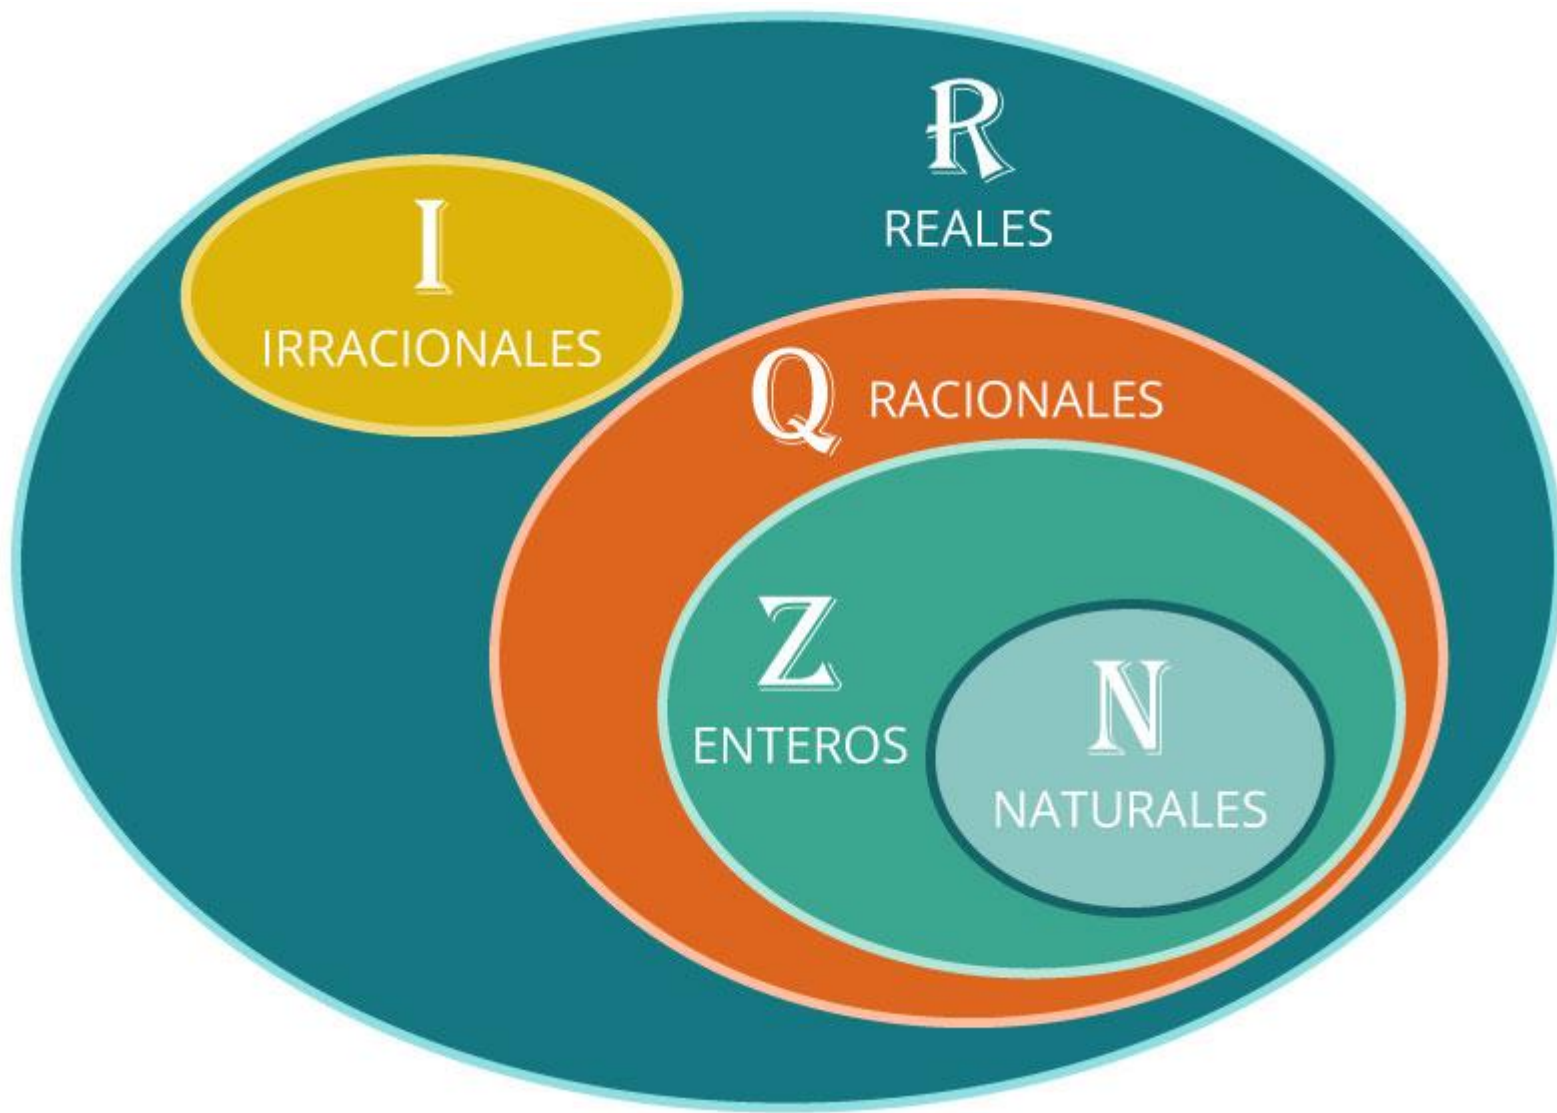 R
REALES
I
IRRACIONALES
Q RACIONALES
Z
ENTEROS
N
NATURALES